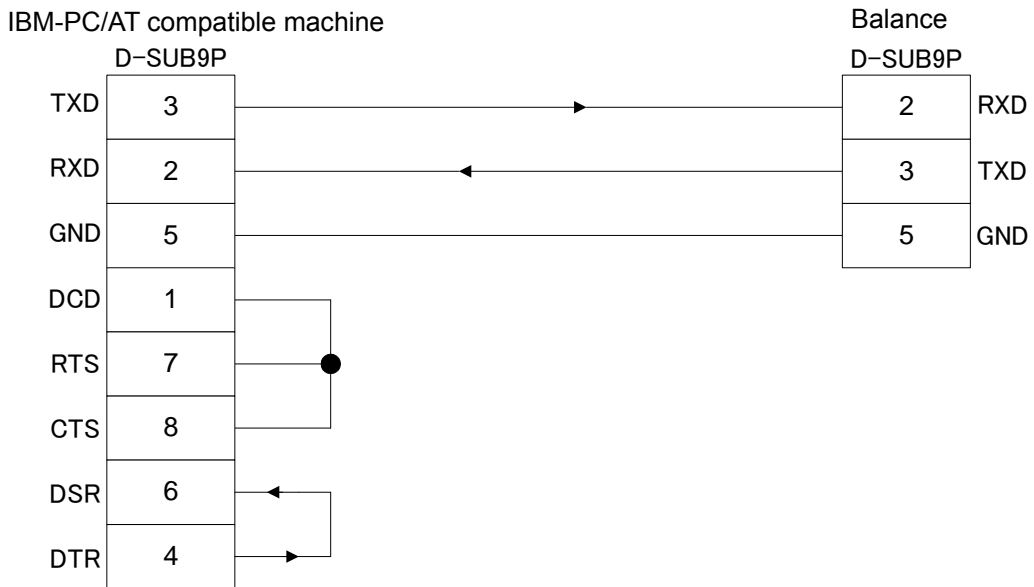 IBM-PC/AT compatible machine
Balance
D-SUB9P
D-SUB9P
TXD 3 2 RXD
RXD 2 3 TXD
GND 5 5 GND
DCD 1
RTS 7
CTS 8
DSR 6
DTR 4